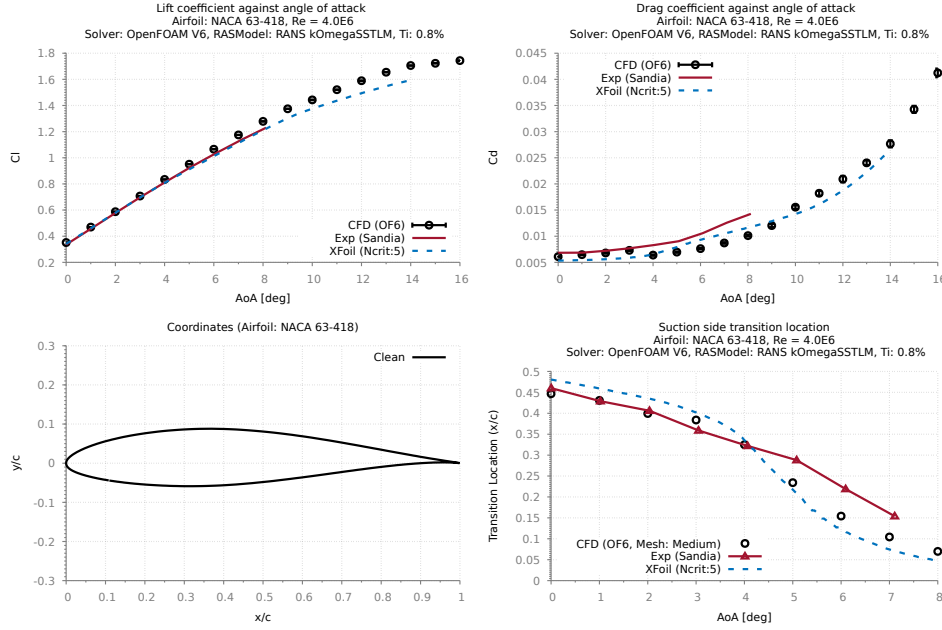 Lift coefficient against angle of attack
Airfoil: NACA 63-418, Re = 4.0E6
Solver: OpenFOAM V6, RASModel: RANS kOmegaSSTLM, Ti: 0.8%
1.8
1.6
1.4
1.2
1
0.8
0.6
0.4
0.2
Cl
CFD (OF6)
Exp (Sandia)
XFoil (Ncrit:5)
0 2 4 6 8 10 12 14 16
AoA [deg]
Drag coefficient against angle of attack
Airfoil: NACA 63-418, Re = 4.0E6
Solver: OpenFOAM V6, RASModel: RANS kOmegaSSTLM, Ti: 0.8%
0.045
0.04
0.035
0.03
0.025
0.02
0.015
0.01
0.005
Cd
CFD (OF6)
Exp (Sandia)
XFoil (Ncrit:5)
0 2 4 6 8 10 12 14 16
AoA [deg]
Coordinates (Airfoil: NACA 63-418)
0.3
0.2
0.1
0
-0.1
-0.2
-0.3
y/c
Clean
0 0.1 0.2 0.3 0.4 0.5 0.6 0.7 0.8 0.9 1
x/c
Suction side transition location
Airfoil: NACA 63-418, Re = 4.0E6
Solver: OpenFOAM V6, RASModel: RANS kOmegaSSTLM, Ti: 0.8%
0.5
0.45
0.4
0.35
0.3
0.25
0.2
0.15
0.1
0.05
0
Transition Location (x/c)
CFD (OF6, Mesh: Medium)
Exp (Sandia)
XFoil (Ncrit:5)
0 1 2 3 4 5 6 7 8
AoA [deg]